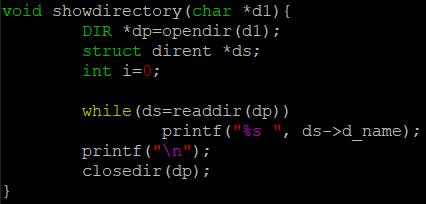 void showdirectory(char *d1){
        DIR *dp=opendir(d1);
        struct dirent *ds;
        int i=0;

        while(ds=readdir(dp))
                printf("%s ", ds->d_name);
        printf("\n");
        closedir(dp);
}